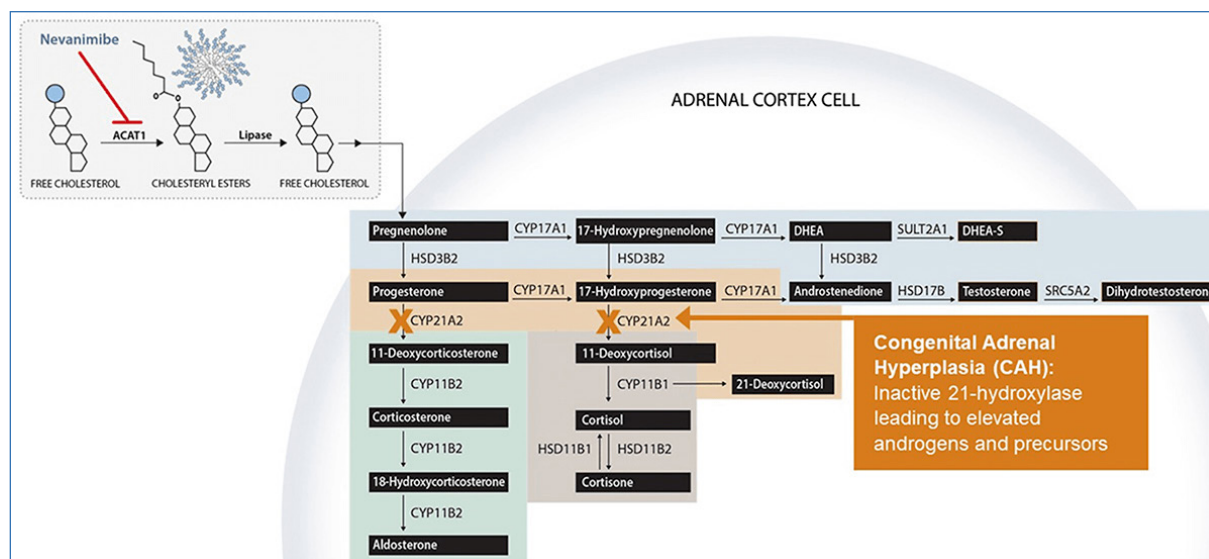 Nevanimibe
ADRENAL CORTEX CELL
ACAT1
Lipase
FREE CHOLESTEROL
CHOLESTERYL ESTERS
FREE CHOLESTEROL
Pregnenolone
CYP17A1
17-Hydroxypregnenolone
CYP17A1
DHEA
SULT2A1
DHEA-S
HSD3B2
HSD3B2
HSD3B2
Progesterone
CYP17A1
17-Hydroxyprogesterone
CYP17A1
Androstenedione
HSD17B
Testosterone
SRC5A2
Dihydrotestosteron
X CYP21A2
X CYP21A2
Congenital Adrenal
Hyperplasia (CAH):
Inactive 21-hydroxylase
leading to elevated
androgens and precursors
11-Deoxycorticosterone
11-Deoxycortisol
CYP11B2
CYP11B1
21-Deoxycortisol
Corticosterone
Cortisol
CYP11B2
HSD11B1
HSD11B2
18-Hydroxycorticosterone
Cortisone
CYP11B2
Aldosterone